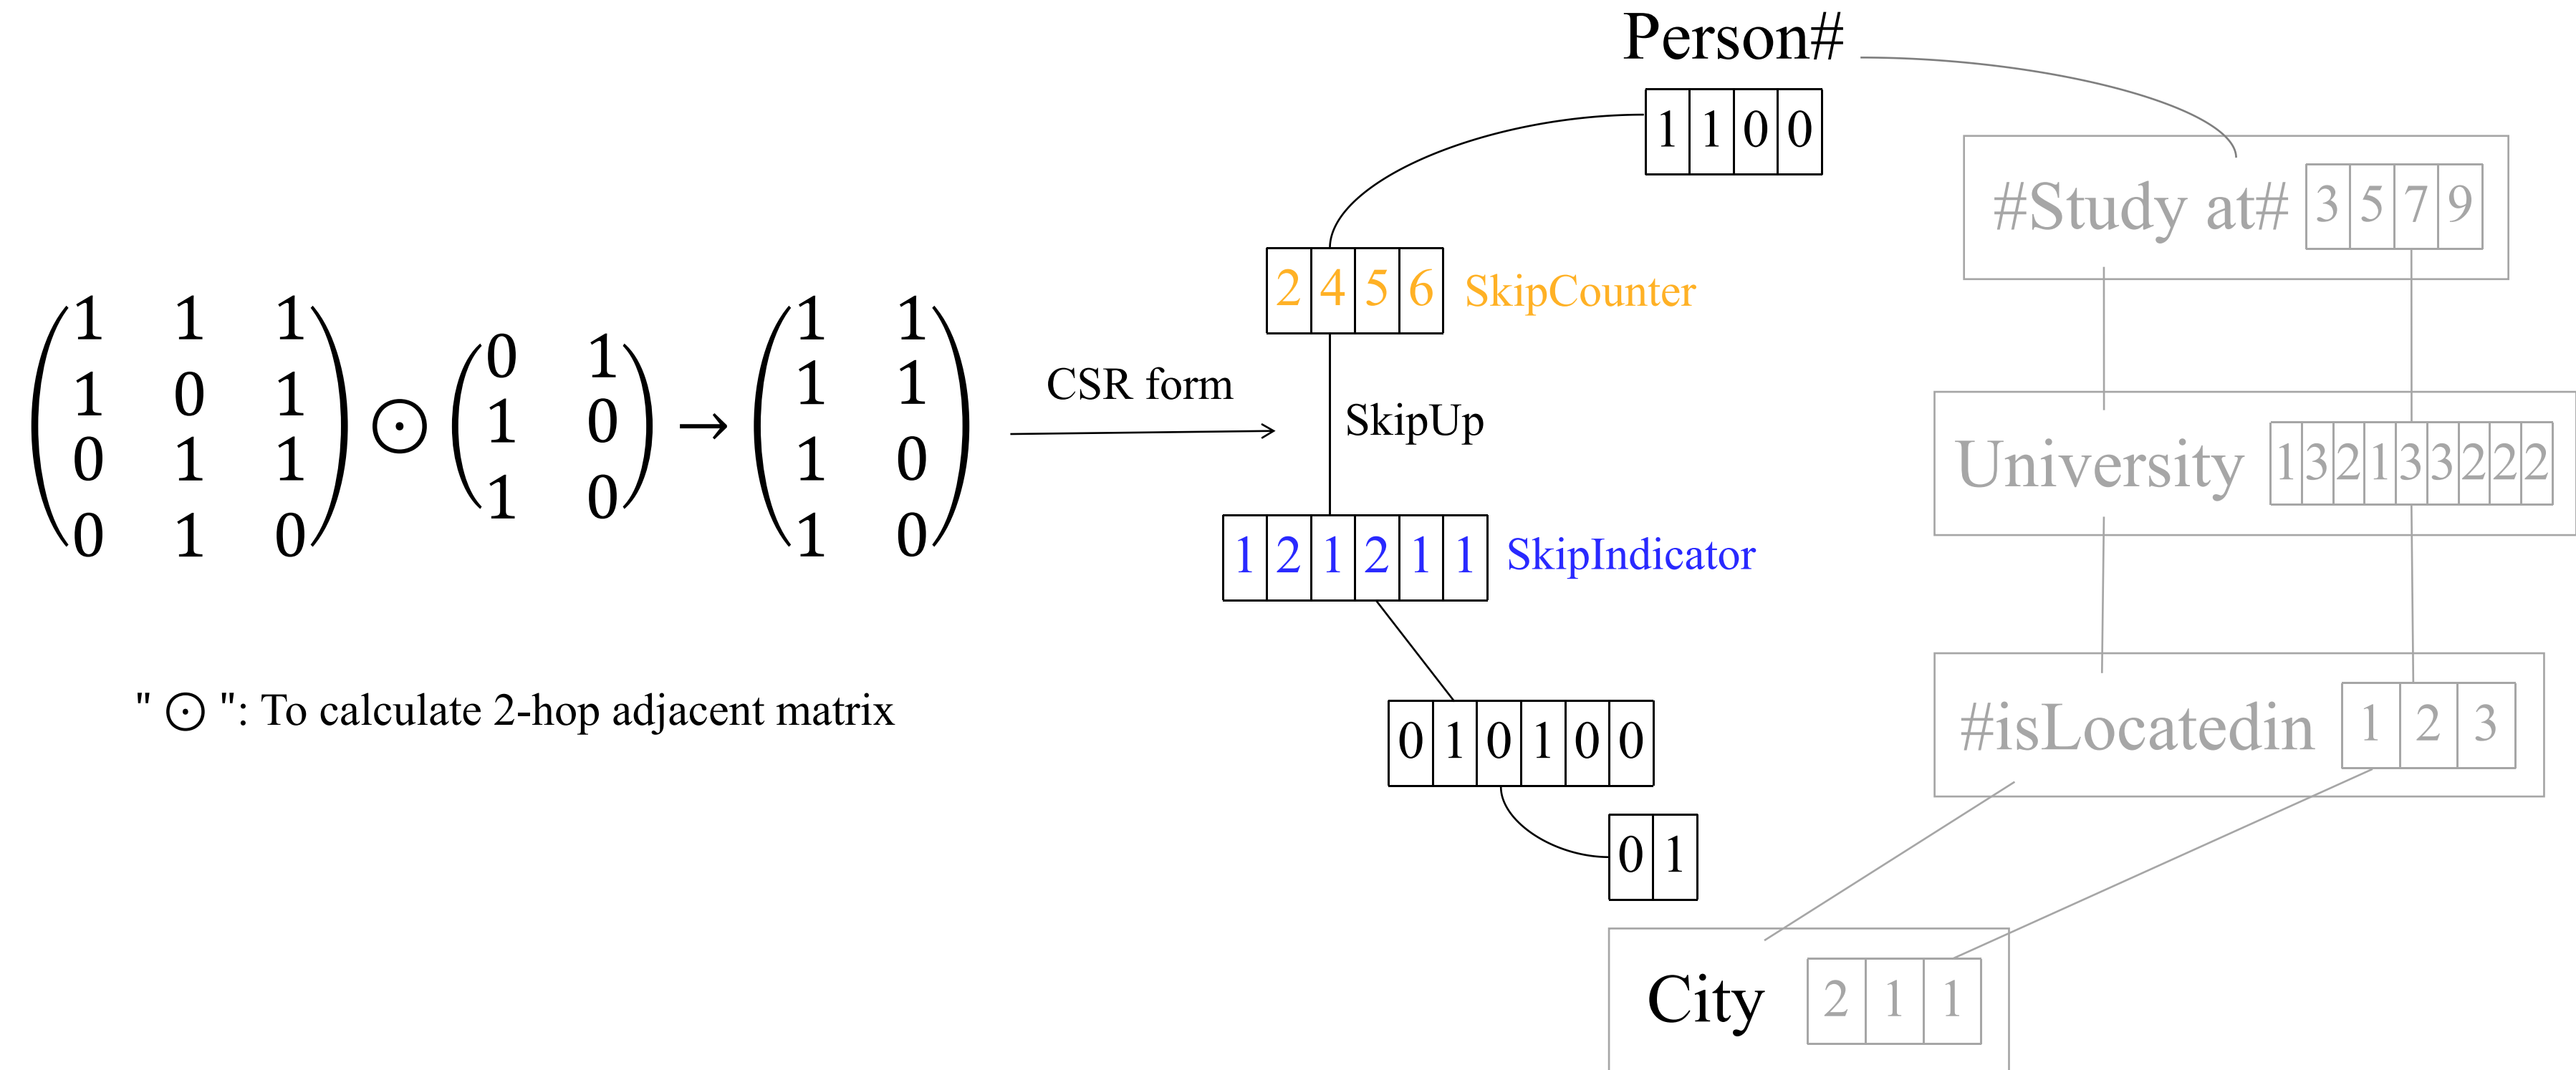 Person#
1 1 0 0
#Study at# 3 5 7 9
2 4 5 6 SkipCounter
1 1 1
1 0 1
0 1 1
0 1 0
⊙
0 1
1 0
1 0
→
1 1
1 1
1 0
1 0
CSR form
SkipUp
University 1 3 2 1 3 3 2 2 2
1 2 1 2 1 1 SkipIndicator
" ⊙ ": To calculate 2-hop adjacent matrix
0 1 0 1 0 0
#isLocatedin 1 2 3
0 1
City 2 1 1